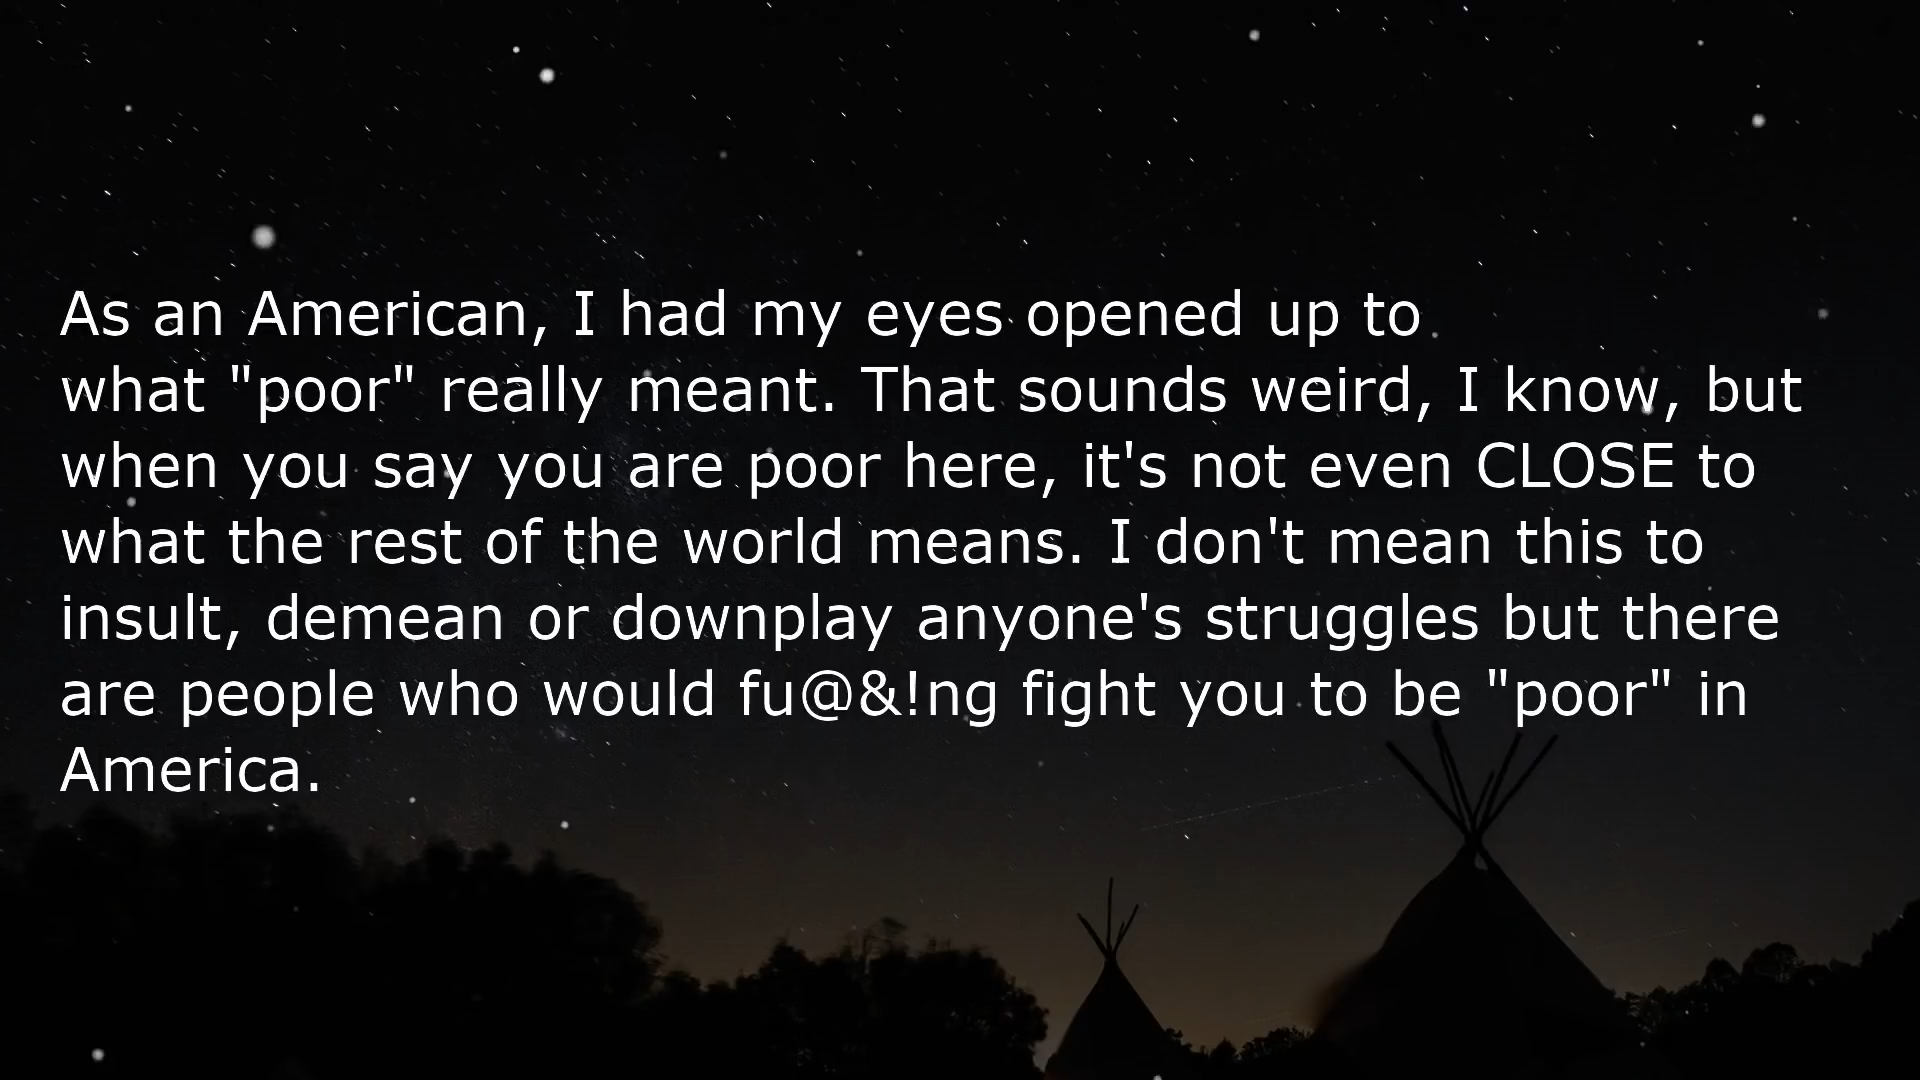 As an American, I had my eyes opened up to
what "poor" really meant. That sounds weird, I know, but
when you say you are poor here, it's not even CLOSE to
what the rest of the world means. I don't mean this to
insult, demean or downplay anyone's struggles but there
are people who would fu@&!ng fight you to be "poor" in
America.